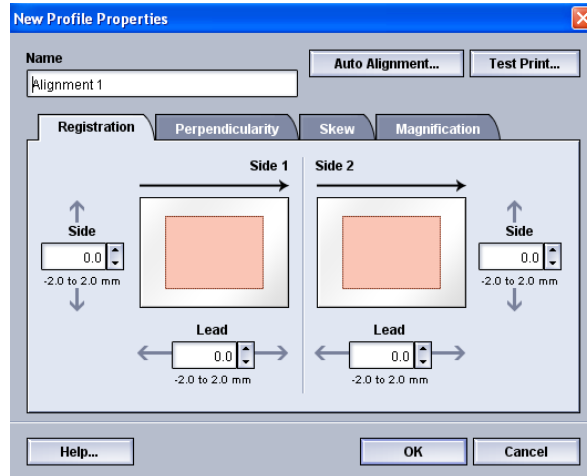 New Profile Properties
Name
Auto Alignment...
Test Print...
Alignment 1
Registration
Perpendicularity
Skew
Magnification
Side 1
Side 2
Side
0.0
-2.0 to 2.0 mm
Side
0.0
-2.0 to 2.0 mm
Lead
0.0
-2.0 to 2.0 mm
Lead
0.0
-2.0 to 2.0 mm
Help...
OK
Cancel